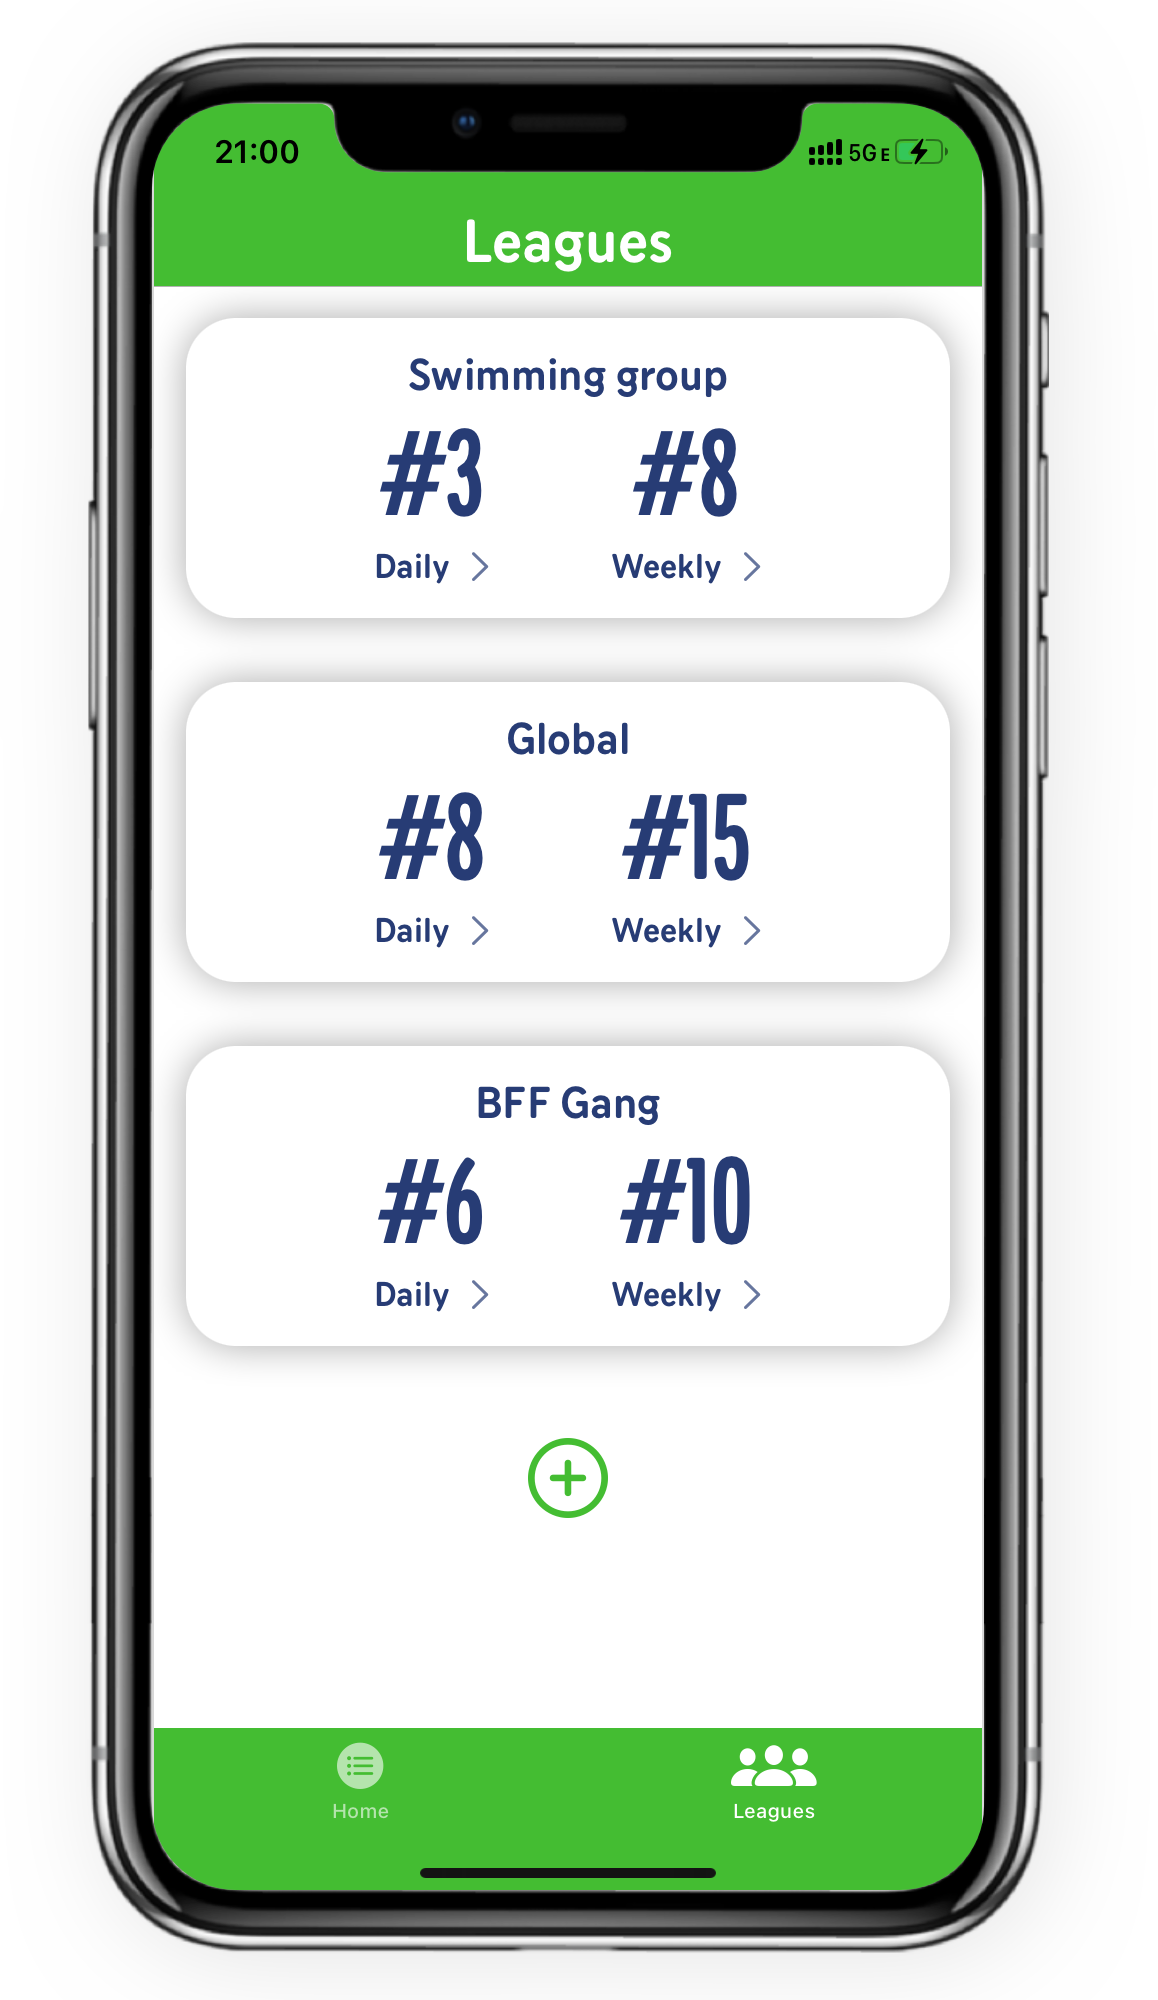 21:00 5G E
Leagues
Swimming group
#3 #8
Daily Weekly
Global
#8 #15
Daily Weekly
BFF Gang
#6 #10
Daily Weekly
Home Leagues